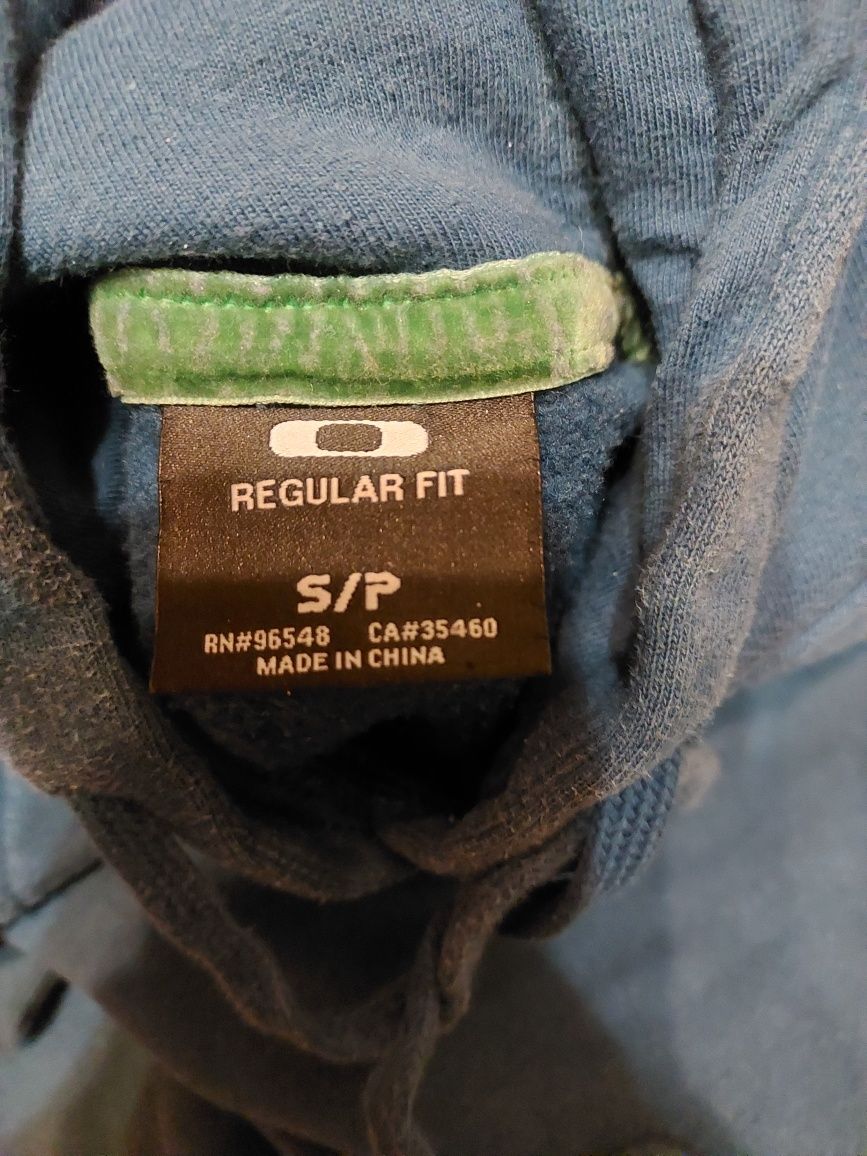 REGULAR FIT
S/P
RN#96548 CA#35460
MADE IN CHINA